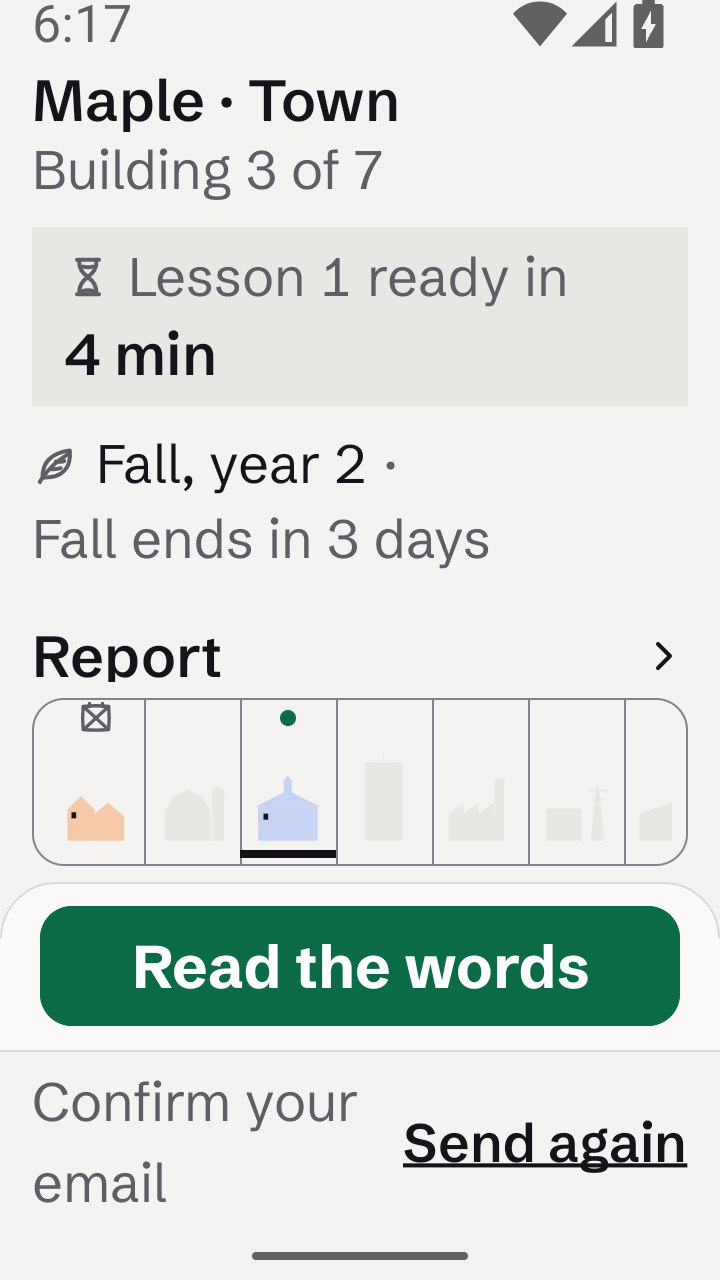 6:17
Maple · Town
Building 3 of 7
Lesson 1 ready in
4 min
Fall, year 2 ·
Fall ends in 3 days
Report
Read the words
Confirm your
email
Send again